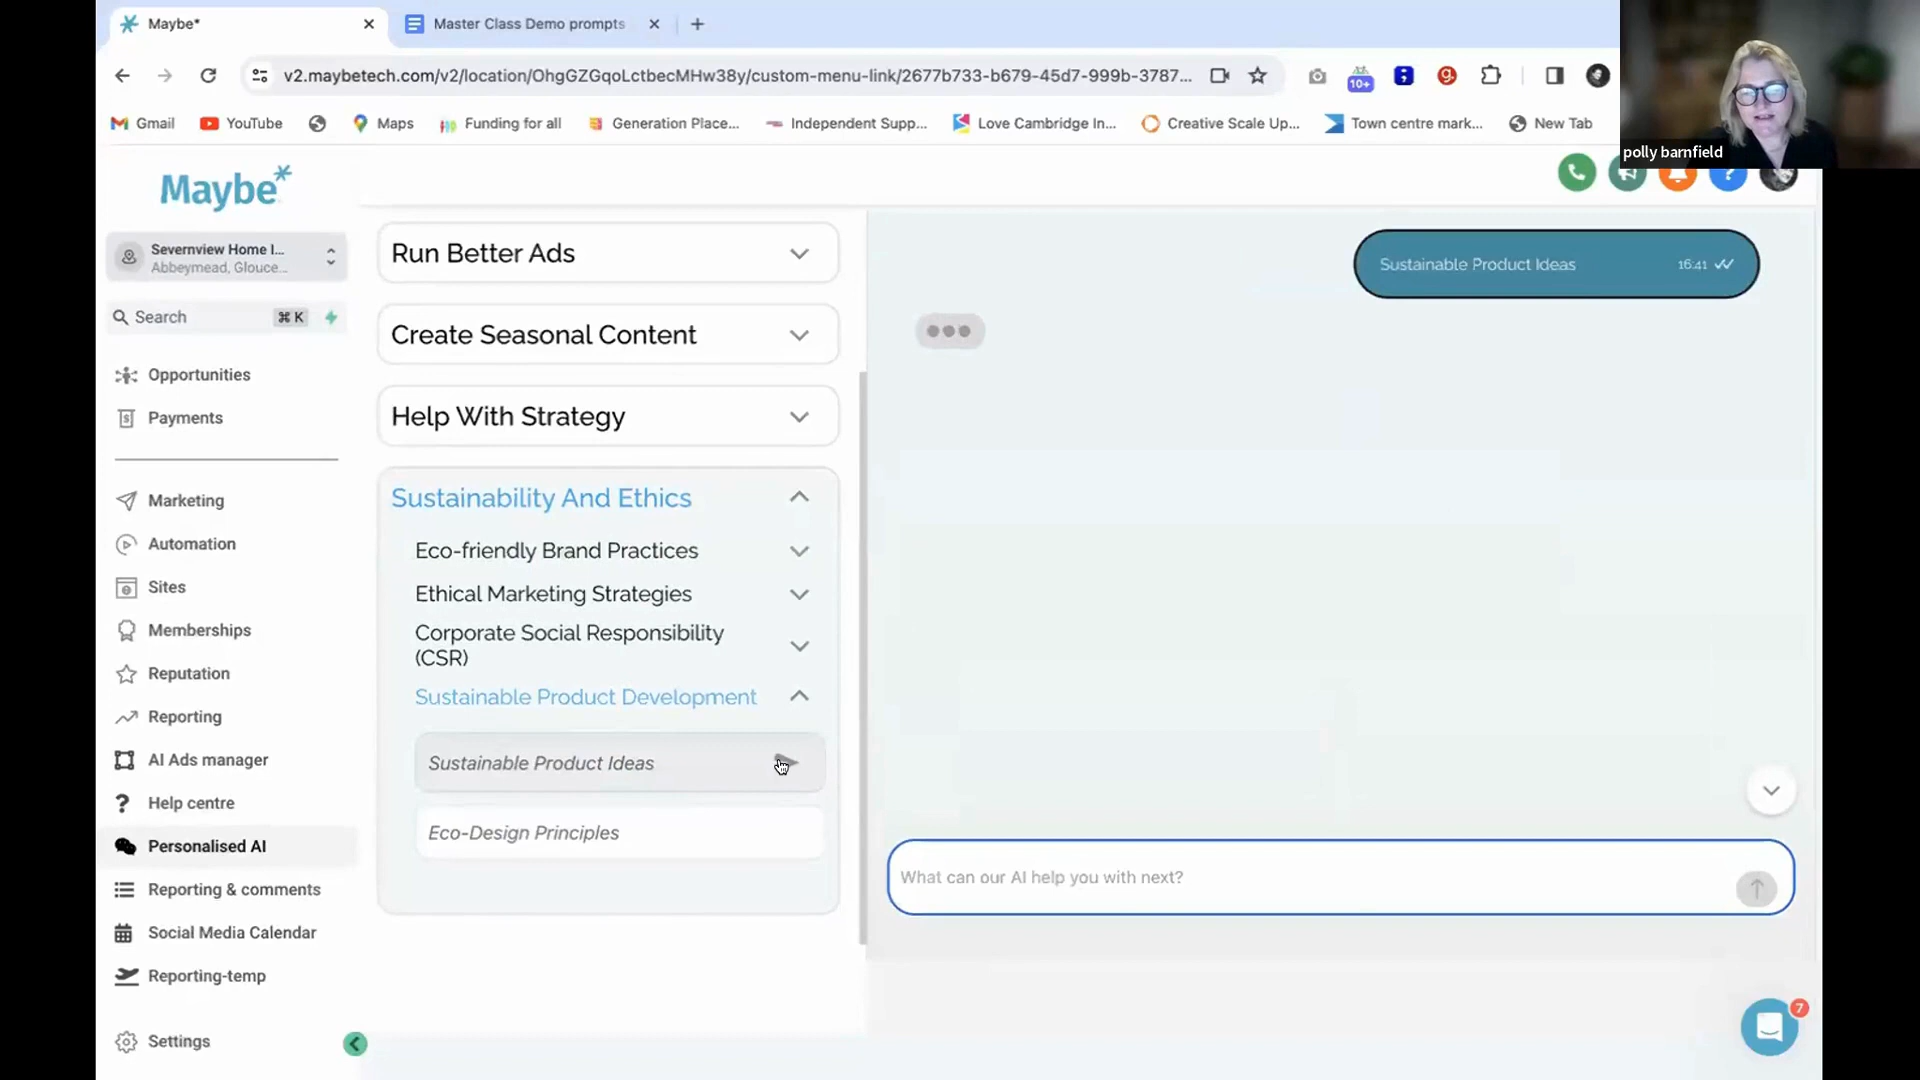 Maybe*
Master Class Demo prompts
v2.maybetech.com/v2/location/OhgGZGqoLctbecMHw38y/custom-menu-link/2677b733-b679-45d7-999b-3787...
10+
Gmail
YouTube
Maps
Funding for all
Generation Place...
Independent Supp...
Love Cambridge In...
Creative Scale Up...
Town centre mark...
New Tab
polly barnfield
Maybe*
Severnview Home I...
Abbeymead, Glouce...
Search
⌘ K
Opportunities
Payments
Marketing
Automation
Sites
Memberships
Reputation
Reporting
AI Ads manager
Help centre
Personalised AI
Reporting & comments
Social Media Calendar
Reporting-temp
Settings
Run Better Ads
Create Seasonal Content
Help With Strategy
Sustainability And Ethics
Eco-friendly Brand Practices
Ethical Marketing Strategies
Corporate Social Responsibility
(CSR)
Sustainable Product Development
Sustainable Product Ideas
Eco-Design Principles
Sustainable Product Ideas
16:41
What can our AI help you with next?
7